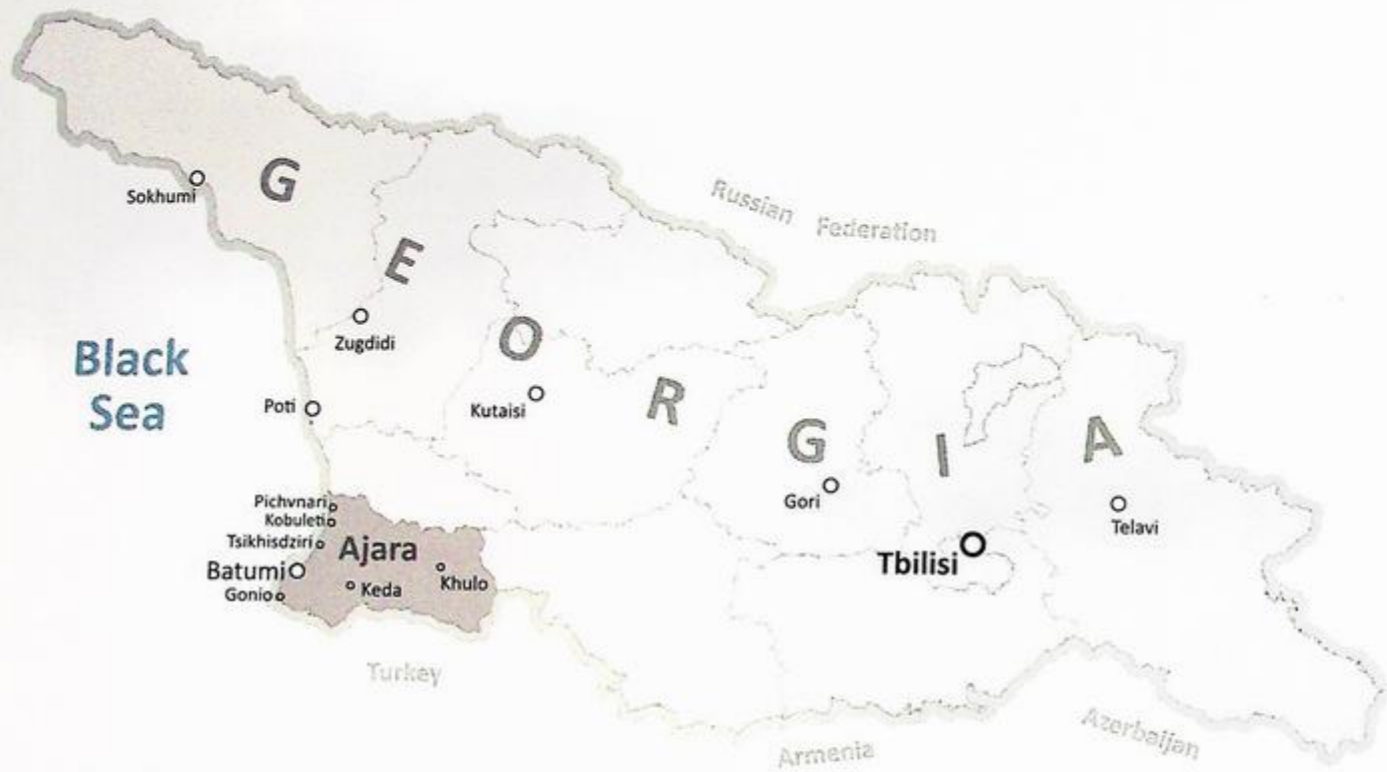 GEORGIA
Russian Federation
Sokhumi
Zugdidi
Black
Sea
Poti
Kutaisi
Gori
Telavi
Tbilisi
Pichvnari
Kobuleti
Tsikhisdziri
Ajara
Batumi
Khulo
Keda
Gonio
Turkey
Armenia
Azerbaijan